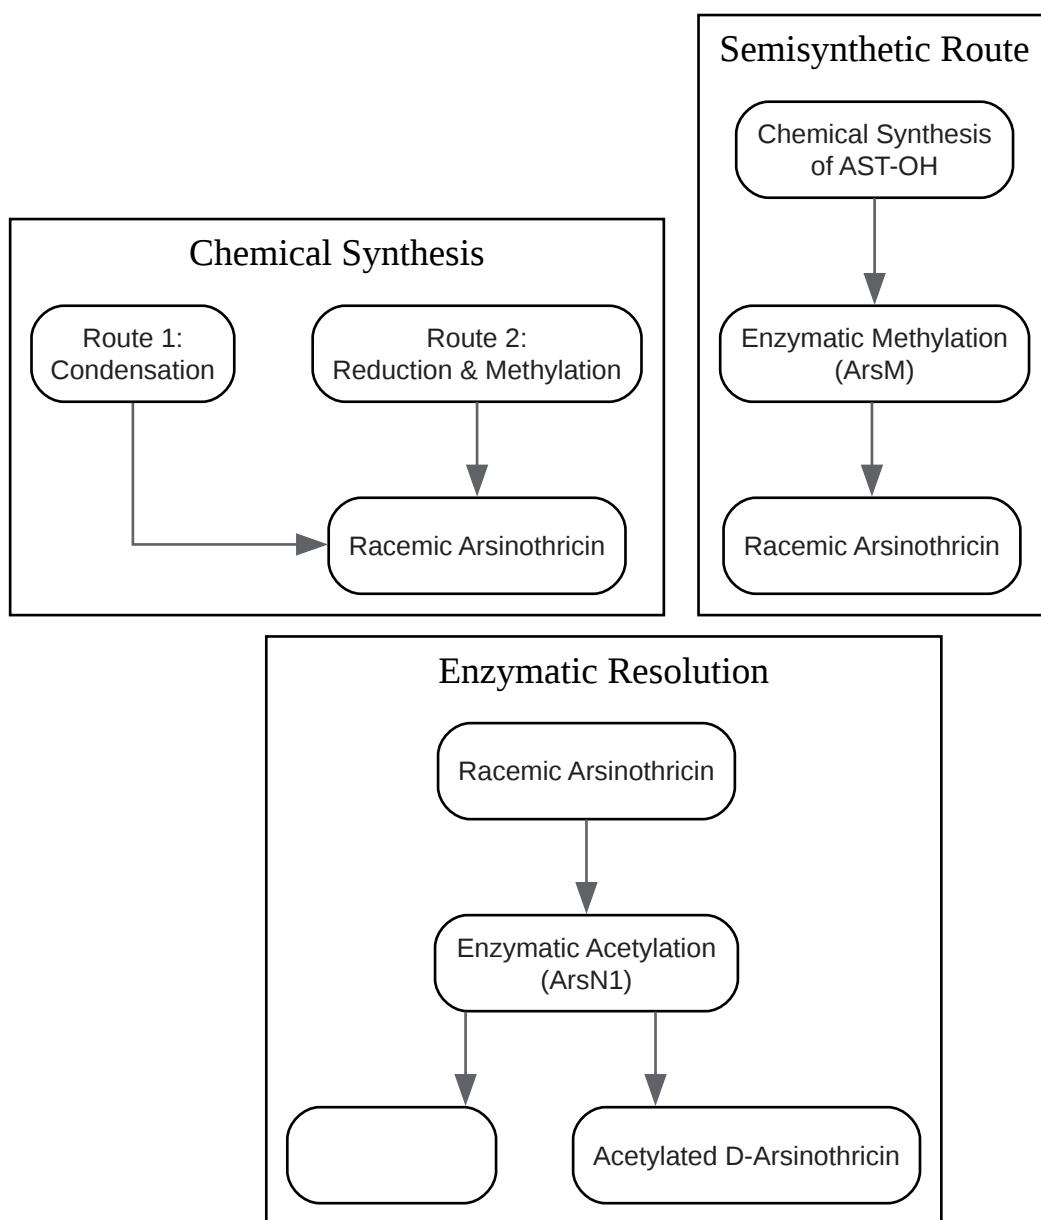 Semisynthetic Route
Chemical Synthesis
of AST-OH
Enzymatic Methylation
(ArsM)
Racemic Arsinothricin
Chemical Synthesis
Route 1:
Condensation
Route 2:
Reduction & Methylation
Racemic Arsinothricin
Enzymatic Resolution
Racemic Arsinothricin
Enzymatic Acetylation
(ArsN1)
Acetylated D-Arsinothricin